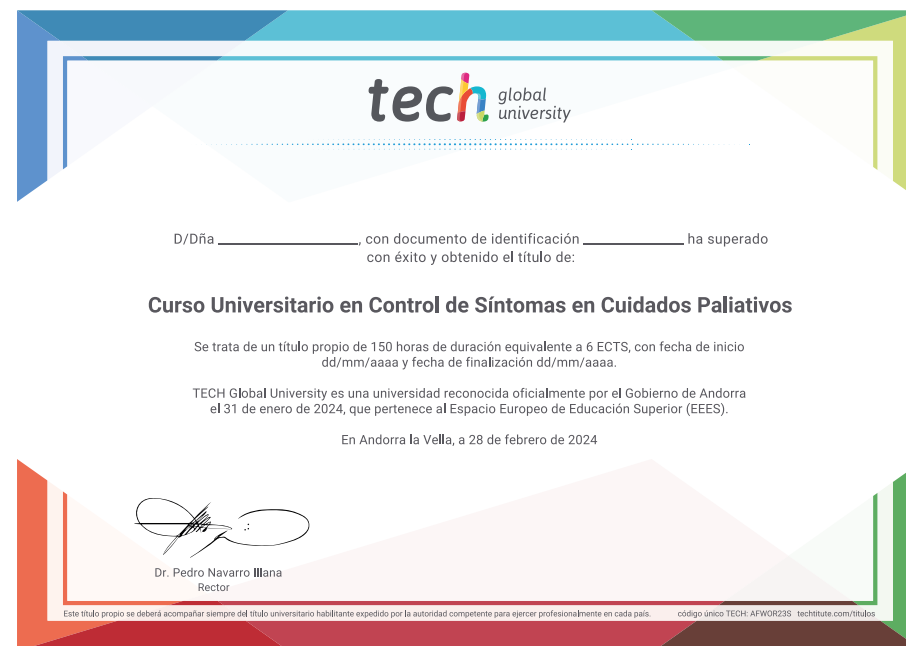 tech global university
D/Dña ____________, con documento de identificación ____________ ha superado
con éxito y obtenido el título de:
Curso Universitario en Control de Síntomas en Cuidados Paliativos
Se trata de un título propio de 150 horas de duración equivalente a 6 ECTS, con fecha de inicio
dd/mm/aaaa y fecha de finalización dd/mm/aaaa.
TECH Global University es una universidad reconocida oficialmente por el Gobierno de Andorra
el 31 de enero de 2024, que pertenece al Espacio Europeo de Educación Superior (EEES).
En Andorra la Vella, a 28 de febrero de 2024
Dr. Pedro Navarro Illana
Rector
Este título propio se deberá acompañar siempre del título universitario habilitante expedido por la autoridad competente para ejercer profesionalmente en cada país. código único TECH: AFWOR23S techtitute.com/titulos